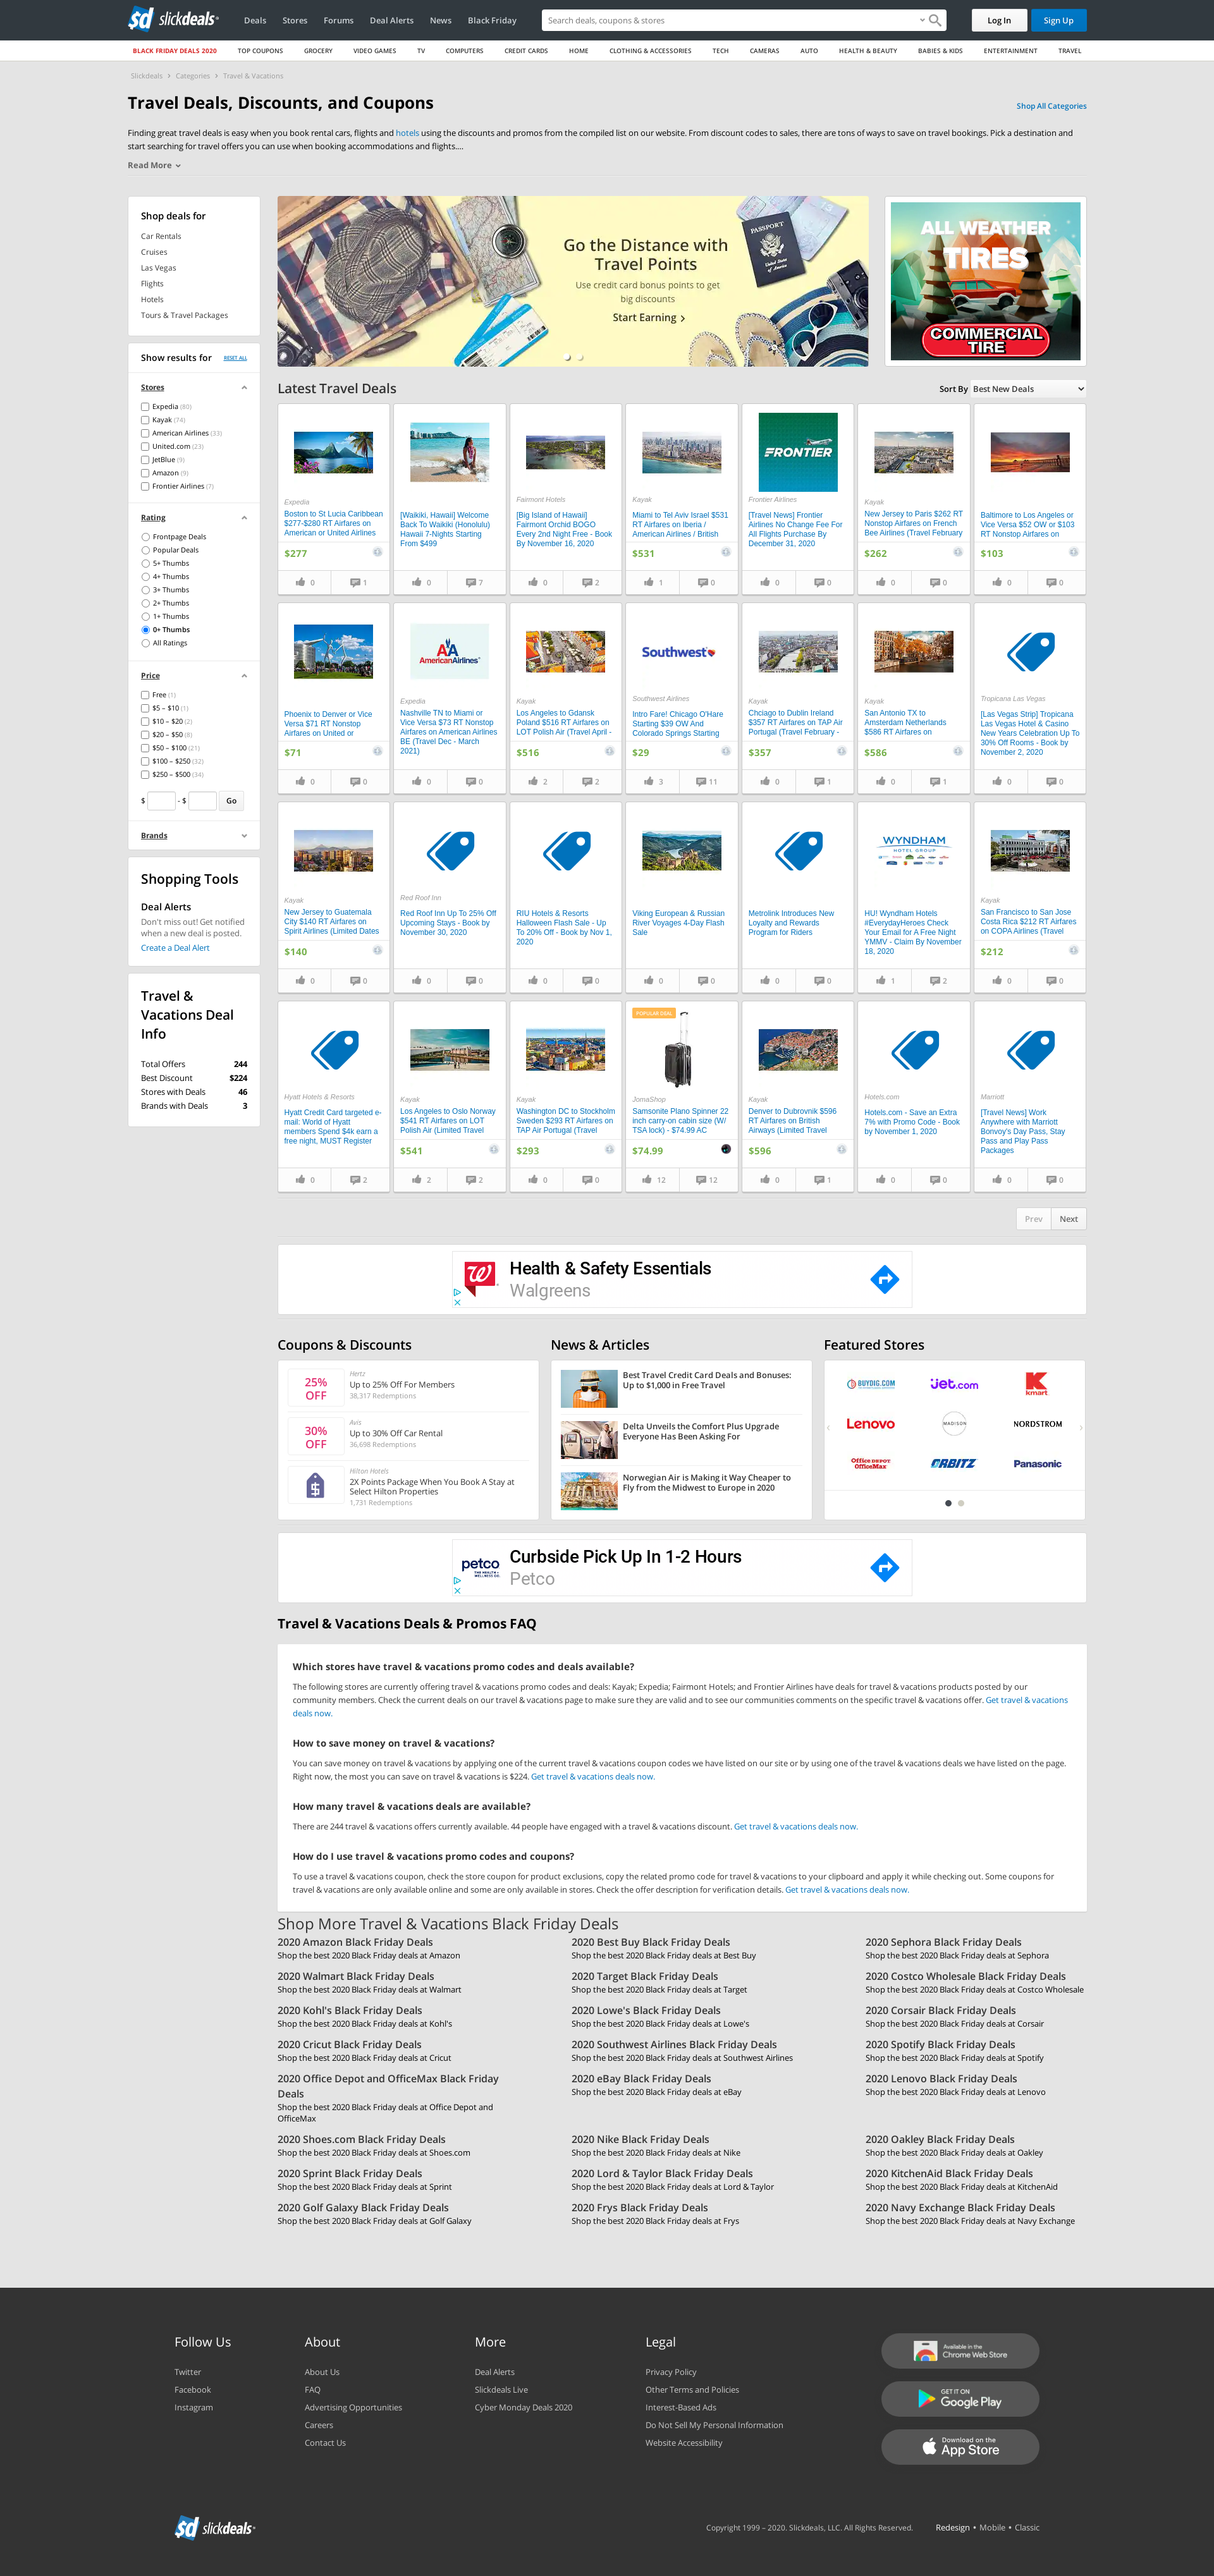 slickdeals
Deals
Stores
Forums
Deal Alerts
News
Black Friday
Search deals, coupons & stores
Log In
Sign Up
BLACK FRIDAY DEALS 2020
TOP COUPONS
GROCERY
VIDEO GAMES
TV
COMPUTERS
CREDIT CARDS
HOME
CLOTHING & ACCESSORIES
TECH
CAMERAS
AUTO
HEALTH & BEAUTY
BABIES & KIDS
ENTERTAINMENT
TRAVEL
Slickdeals > Categories > Travel & Vacations
Travel Deals, Discounts, and Coupons
Shop All Categories
Finding great travel deals is easy when you book rental cars, flights and hotels using the discounts and promos from the compiled list on our website. From discount codes to sales, there are tons of ways to save on travel bookings. Pick a destination and
start searching for travel offers you can use when booking accommodations and flights....
Read More
Shop deals for
Car Rentals
Cruises
Las Vegas
Flights
Hotels
Tours & Travel Packages
Show results for
RESET ALL
Stores
Expedia (80)
Kayak (74)
American Airlines (33)
United.com (23)
JetBlue (9)
Amazon (9)
Frontier Airlines (7)
Rating
Frontpage Deals
Popular Deals
5+ Thumbs
4+ Thumbs
3+ Thumbs
2+ Thumbs
1+ Thumbs
0+ Thumbs
All Ratings
Price
Free (1)
$5 – $10 (1)
$10 – $20 (2)
$20 – $50 (8)
$50 – $100 (21)
$100 – $250 (32)
$250 – $500 (34)
$ - $ Go
Brands
Shopping Tools
Deal Alerts
Don't miss out! Get notified
when a new deal is posted.
Create a Deal Alert
Travel &
Vacations Deal
Info
Total Offers 244
Best Discount $224
Stores with Deals 46
Brands with Deals 3
Go the Distance with
Travel Points
Use credit card bonus points to get
big discounts
Start Earning
PASSPORT
ALL WEATHER
TIRES
COMMERCIAL
TIRE
Latest Travel Deals
Sort By Best New Deals
Expedia
Boston to St Lucia Caribbean
$277-$280 RT Airfares on
American or United Airlines
$277
0 1
[Waikiki, Hawaii] Welcome
Back To Waikiki (Honolulu)
Hawaii 7-Nights Starting
From $499
0 7
Fairmont Hotels
[Big Island of Hawaii]
Fairmont Orchid BOGO
Every 2nd Night Free - Book
By November 16, 2020
0 2
Kayak
Miami to Tel Aviv Israel $531
RT Airfares on Iberia /
American Airlines / British
$531
1 0
FRONTIER
Frontier Airlines
[Travel News] Frontier
Airlines No Change Fee For
All Flights Purchase By
December 31, 2020
0 0
Kayak
New Jersey to Paris $262 RT
Nonstop Airfares on French
Bee Airlines (Travel February
$262
0 0
Baltimore to Los Angeles or
Vice Versa $52 OW or $103
RT Nonstop Airfares on
$103
0 0
Phoenix to Denver or Vice
Versa $71 RT Nonstop
Airfares on United or
$71
0 0
AmericanAirlines
Expedia
Nashville TN to Miami or
Vice Versa $73 RT Nonstop
Airfares on American Airlines
BE (Travel Dec - March
2021)
0 0
Kayak
Los Angeles to Gdansk
Poland $516 RT Airfares on
LOT Polish Air (Travel April -
$516
2 2
Southwest
Southwest Airlines
Intro Fare! Chicago O'Hare
Starting $39 OW And
Colorado Springs Starting
$29
3 11
Kayak
Chciago to Dublin Ireland
$357 RT Airfares on TAP Air
Portugal (Travel February -
$357
0 1
Kayak
San Antonio TX to
Amsterdam Netherlands
$586 RT Airfares on
$586
0 1
Tropicana Las Vegas
[Las Vegas Strip] Tropicana
Las Vegas Hotel & Casino
New Years Celebration Up To
30% Off Rooms - Book by
November 2, 2020
0 0
Kayak
New Jersey to Guatemala
City $140 RT Airfares on
Spirit Airlines (Limited Dates
$140
0 0
Red Roof Inn
Red Roof Inn Up To 25% Off
Upcoming Stays - Book by
November 30, 2020
0 0
RIU Hotels & Resorts
Halloween Flash Sale - Up
To 20% Off - Book by Nov 1,
2020
0 0
Viking European & Russian
River Voyages 4-Day Flash
Sale
0 0
Metrolink Introduces New
Loyalty and Rewards
Program for Riders
0 0
WYNDHAM
HOTEL GROUP
HU! Wyndham Hotels
#EverydayHeroes Check
Your Email for A Free Night
YMMV - Claim By November
18, 2020
1 2
Kayak
San Francisco to San Jose
Costa Rica $212 RT Airfares
on COPA Airlines (Travel
$212
0 0
Hyatt Hotels & Resorts
Hyatt Credit Card targeted e-
mail: World of Hyatt
members Spend $4k earn a
free night, MUST Register
0 2
Kayak
Los Angeles to Oslo Norway
$541 RT Airfares on LOT
Polish Air (Limited Travel
$541
2 2
Kayak
Washington DC to Stockholm
Sweden $293 RT Airfares on
TAP Air Portugal (Travel
$293
0 0
POPULAR DEAL
JomaShop
Samsonite Plano Spinner 22
inch carry-on cabin size (W/
TSA lock) - $74.99 AC
$74.99
12 12
Kayak
Denver to Dubrovnik $596
RT Airfares on British
Airways (Limited Travel
$596
0 1
Hotels.com
Hotels.com - Save an Extra
7% with Promo Code - Book
by November 1, 2020
0 0
Marriott
[Travel News] Work
Anywhere with Marriott
Bonvoy's Day Pass, Stay
Pass and Play Pass
Packages
0 0
Prev
Next
Health & Safety Essentials
Walgreens
Coupons & Discounts
25%
OFF
Hertz
Up to 25% Off For Members
38,317 Redemptions
30%
OFF
Avis
Up to 30% Off Car Rental
36,698 Redemptions
Hilton Hotels
2X Points Package When You Book A Stay at
Select Hilton Properties
1,731 Redemptions
News & Articles
Best Travel Credit Card Deals and Bonuses:
Up to $1,000 in Free Travel
Delta Unveils the Comfort Plus Upgrade
Everyone Has Been Asking For
Norwegian Air is Making it Way Cheaper to
Fly from the Midwest to Europe in 2020
Featured Stores
BUYDIG.COM
jet.com
kmart
Lenovo
MADISON
NORDSTROM
Office DEPOT
OfficeMax
ORBITZ
Panasonic
petco
Curbside Pick Up In 1-2 Hours
Petco
Travel & Vacations Deals & Promos FAQ
Which stores have travel & vacations promo codes and deals available?
The following stores are currently offering travel & vacations promo codes and deals: Kayak; Expedia; Fairmont Hotels; and Frontier Airlines have deals for travel & vacations products posted by our
community members. Check the current deals on our travel & vacations page to make sure they are valid and to see our communities comments on the specific travel & vacations offer. Get travel & vacations
deals now.
How to save money on travel & vacations?
You can save money on travel & vacations by applying one of the current travel & vacations coupon codes we have listed on our site or by using one of the travel & vacations deals we have listed on the page.
Right now, the most you can save on travel & vacations is $224. Get travel & vacations deals now.
How many travel & vacations deals are available?
There are 244 travel & vacations offers currently available. 44 people have engaged with a travel & vacations discount. Get travel & vacations deals now.
How do I use travel & vacations promo codes and coupons?
To use a travel & vacations coupon, check the store coupon for product exclusions, copy the related promo code for travel & vacations to your clipboard and apply it while checking out. Some coupons for
travel & vacations are only available online and some are only available in stores. Check the offer description for verification details. Get travel & vacations deals now.
Shop More Travel & Vacations Black Friday Deals
2020 Amazon Black Friday Deals
Shop the best 2020 Black Friday deals at Amazon
2020 Best Buy Black Friday Deals
Shop the best 2020 Black Friday deals at Best Buy
2020 Sephora Black Friday Deals
Shop the best 2020 Black Friday deals at Sephora
2020 Walmart Black Friday Deals
Shop the best 2020 Black Friday deals at Walmart
2020 Target Black Friday Deals
Shop the best 2020 Black Friday deals at Target
2020 Costco Wholesale Black Friday Deals
Shop the best 2020 Black Friday deals at Costco Wholesale
2020 Kohl's Black Friday Deals
Shop the best 2020 Black Friday deals at Kohl's
2020 Lowe's Black Friday Deals
Shop the best 2020 Black Friday deals at Lowe's
2020 Corsair Black Friday Deals
Shop the best 2020 Black Friday deals at Corsair
2020 Cricut Black Friday Deals
Shop the best 2020 Black Friday deals at Cricut
2020 Southwest Airlines Black Friday Deals
Shop the best 2020 Black Friday deals at Southwest Airlines
2020 Spotify Black Friday Deals
Shop the best 2020 Black Friday deals at Spotify
2020 Office Depot and OfficeMax Black Friday
Deals
Shop the best 2020 Black Friday deals at Office Depot and
OfficeMax
2020 eBay Black Friday Deals
Shop the best 2020 Black Friday deals at eBay
2020 Lenovo Black Friday Deals
Shop the best 2020 Black Friday deals at Lenovo
2020 Shoes.com Black Friday Deals
Shop the best 2020 Black Friday deals at Shoes.com
2020 Nike Black Friday Deals
Shop the best 2020 Black Friday deals at Nike
2020 Oakley Black Friday Deals
Shop the best 2020 Black Friday deals at Oakley
2020 Sprint Black Friday Deals
Shop the best 2020 Black Friday deals at Sprint
2020 Lord & Taylor Black Friday Deals
Shop the best 2020 Black Friday deals at Lord & Taylor
2020 KitchenAid Black Friday Deals
Shop the best 2020 Black Friday deals at KitchenAid
2020 Golf Galaxy Black Friday Deals
Shop the best 2020 Black Friday deals at Golf Galaxy
2020 Frys Black Friday Deals
Shop the best 2020 Black Friday deals at Frys
2020 Navy Exchange Black Friday Deals
Shop the best 2020 Black Friday deals at Navy Exchange
Follow Us
Twitter
Facebook
Instagram
About
About Us
FAQ
Advertising Opportunities
Careers
Contact Us
More
Deal Alerts
Slickdeals Live
Cyber Monday Deals 2020
Legal
Privacy Policy
Other Terms and Policies
Interest-Based Ads
Do Not Sell My Personal Information
Website Accessibility
Available in the
Chrome Web Store
GET IT ON
Google Play
Download on the
App Store
slickdeals
Copyright 1999 – 2020. Slickdeals, LLC. All Rights Reserved.
Redesign • Mobile • Classic